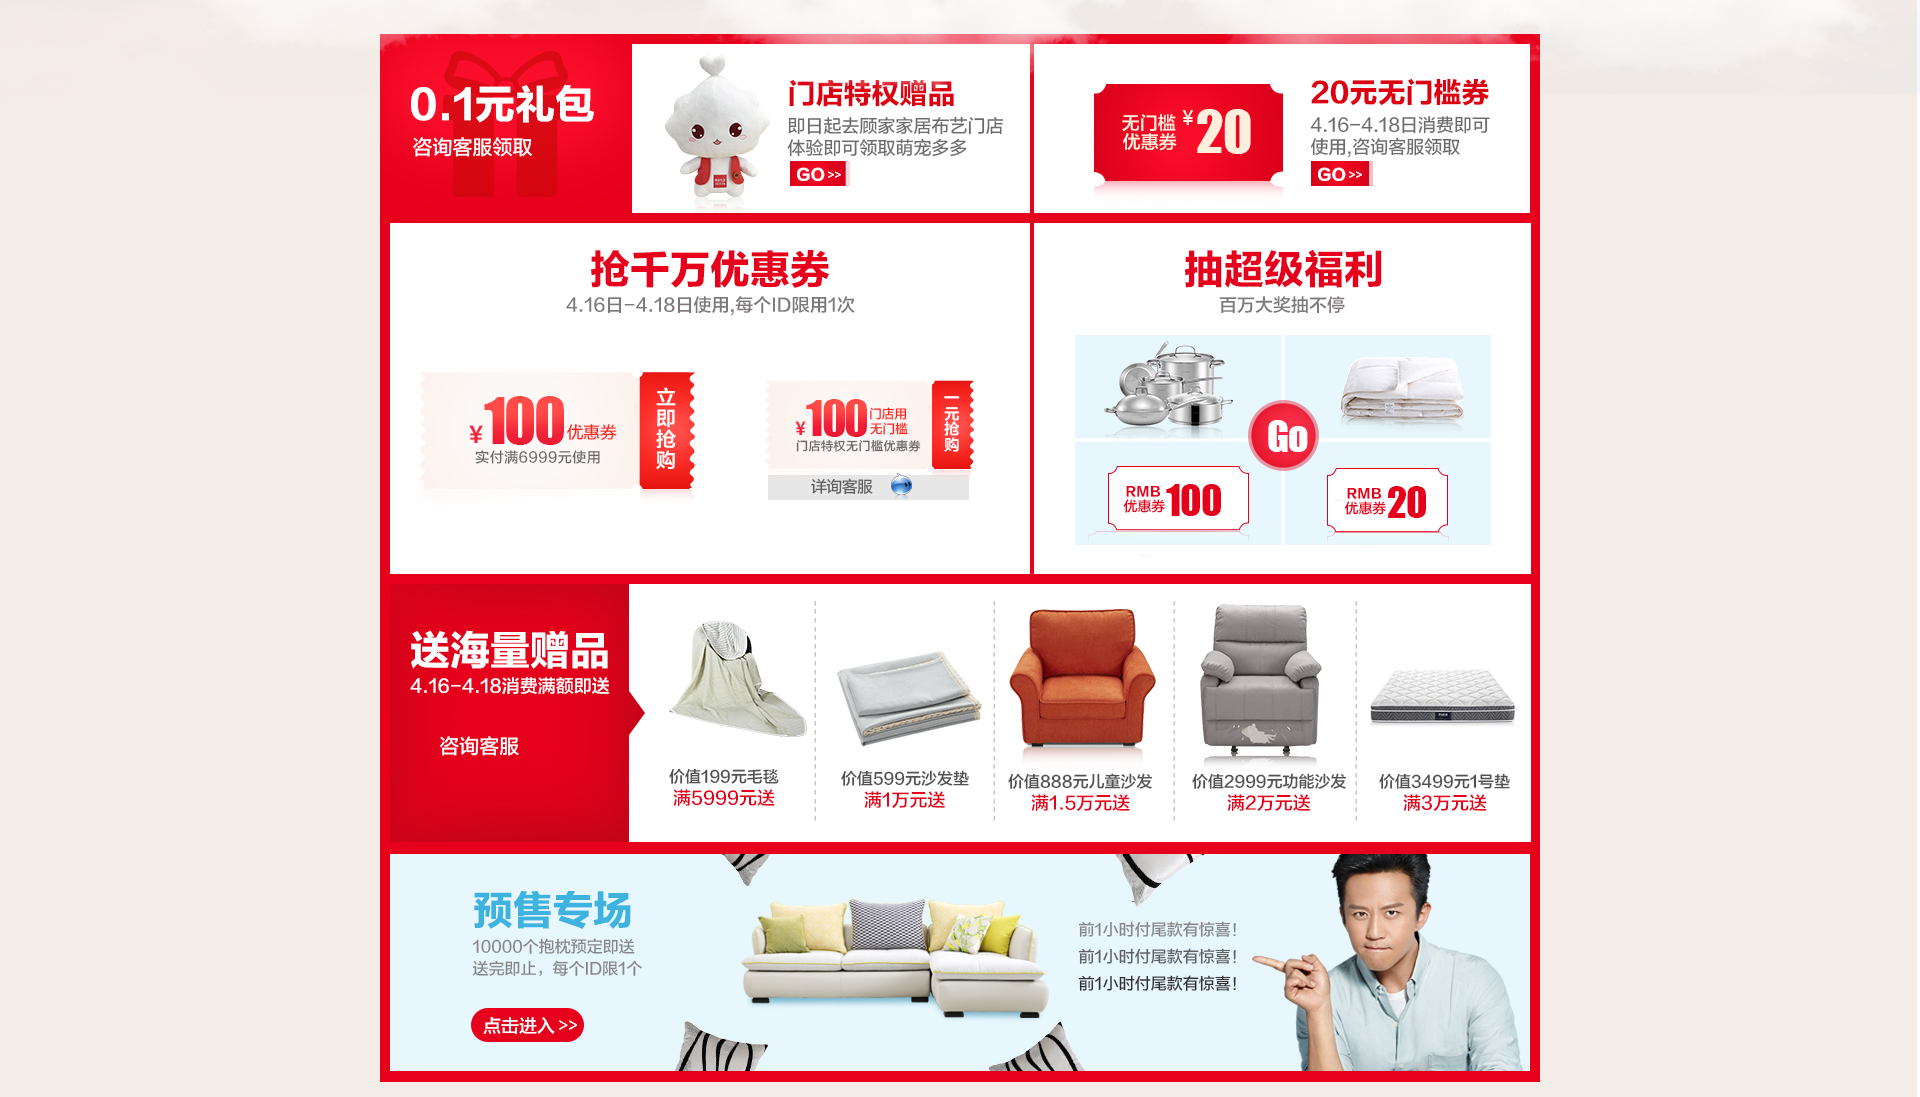 0.1元礼包
咨询客服领取
门店特权赠品
即日起去顾家家居布艺门店
体验即可领取萌宠多多
GO>>
无门槛
优惠券
¥20
20元无门槛券
4.16-4.18日消费即可
使用,咨询客服领取
GO>>
抢千万优惠券
4.16日-4.18日使用,每个ID限用1次
¥100优惠券
实付满6999元使用
立即抢购
¥100门店用
无门槛
门店特权无门槛优惠券
一元抢购
详询客服
抽超级福利
百万大奖抽不停
Go
RMB
优惠券
100
RMB
优惠券
20
送海量赠品
4.16-4.18消费满额即送
咨询客服
价值199元毛毯
满5999元送
价值599元沙发垫
满1万元送
价值888元儿童沙发
满1.5万元送
价值2999元功能沙发
满2万元送
价值3499元1号垫
满3万元送
预售专场
10000个抱枕预定即送
送完即止，每个ID限1个
点击进入>>
前1小时付尾款有惊喜!
前1小时付尾款有惊喜!
前1小时付尾款有惊喜!